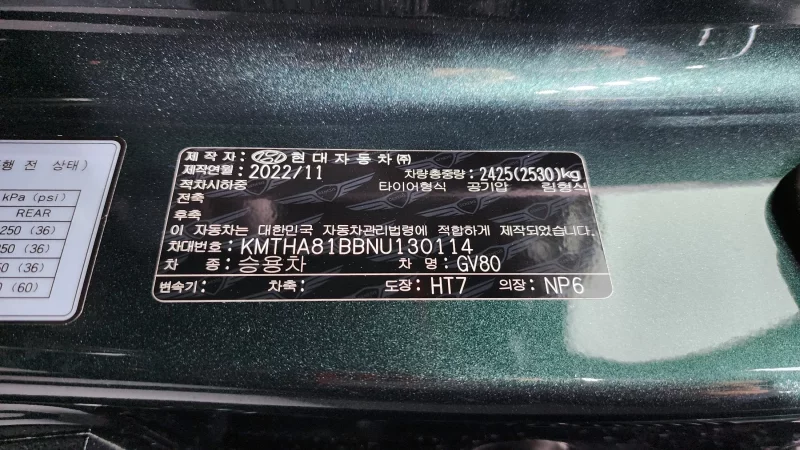 행 전 상태)
kPa (psi)
REAR
250 (36)
50 (36)
50 (36)
(60)
제 작 자 : 현대자동차㈜
제작연월 : 2022/11 차량총중량 : 2425(2530)kg
적차시하중 타이어형식 공기압 림형식
전축
후축
이 자동차는 대한민국 자동차관리법령에 적합하게 제작되었습니다.
차대번호 : KMTHA81BBNU130114
차 종 : 승용차 차 명 : GV80
변속기 : 차축 : 도장 : HT7 의장 : NP6